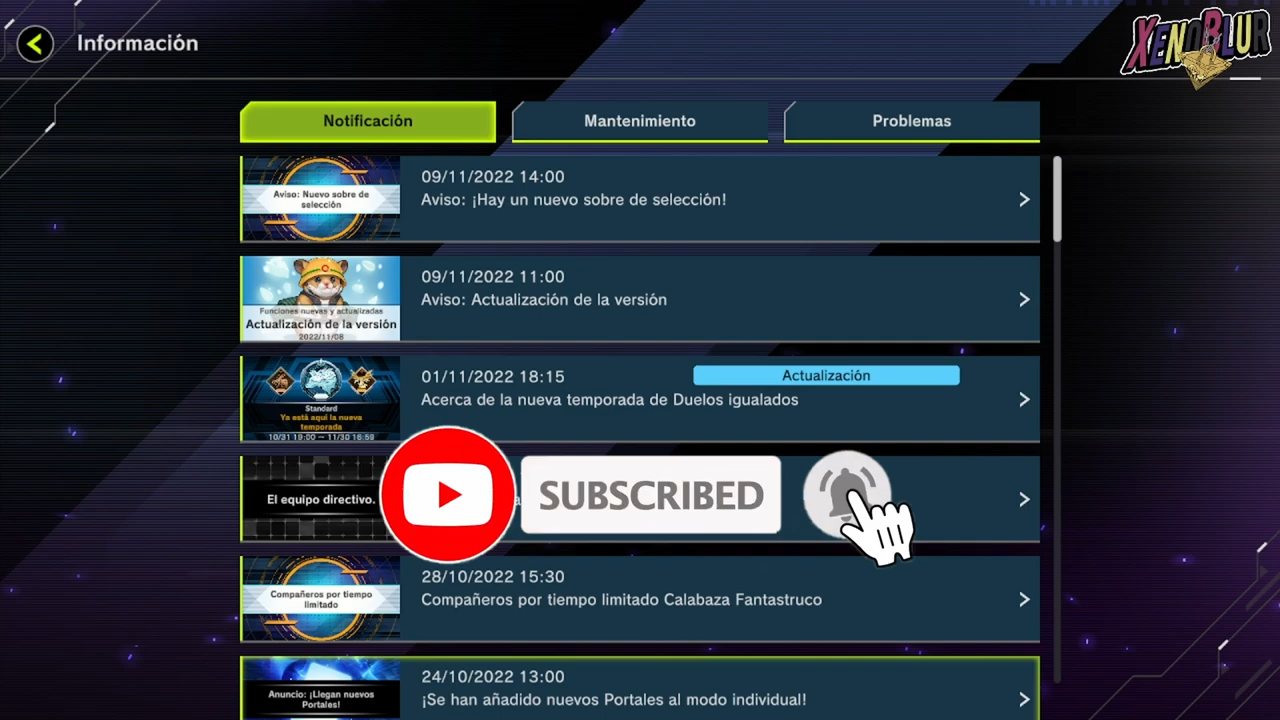 Información
XENOBLUR
Notificación
Mantenimiento
Problemas
Aviso: Nuevo sobre de
selección
09/11/2022 14:00
Aviso: ¡Hay un nuevo sobre de selección!
Funciones nuevas y actualizadas
Actualización de la versión
2022/11/08
09/11/2022 11:00
Aviso: Actualización de la versión
Standard
Ya está aquí la nueva
temporada
10/31 19:00 — 11/30 16:59
01/11/2022 18:15
Actualización
Acerca de la nueva temporada de Duelos igualados
El equipo directivo.
SUBSCRIBED
Compañeros por tiempo
limitado
28/10/2022 15:30
Compañeros por tiempo limitado Calabaza Fantastruco
Anuncio: ¡Llegan nuevos
Portales!
24/10/2022 13:00
¡Se han añadido nuevos Portales al modo individual!